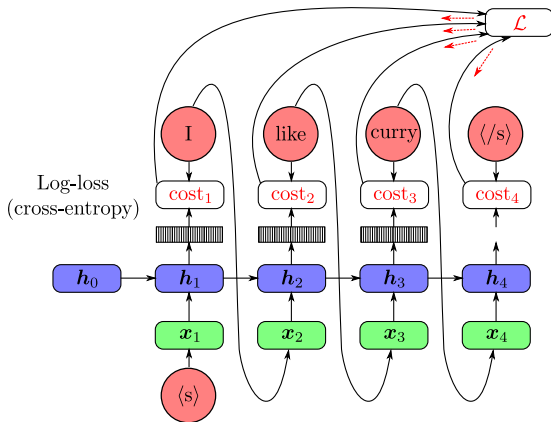 ℒ
I like curry ⟨/s⟩
Log-loss
(cross-entropy)
cost₁ cost₂ cost₃ cost₄
h₀ h₁ h₂ h₃ h₄
x₁ x₂ x₃ x₄
⟨s⟩